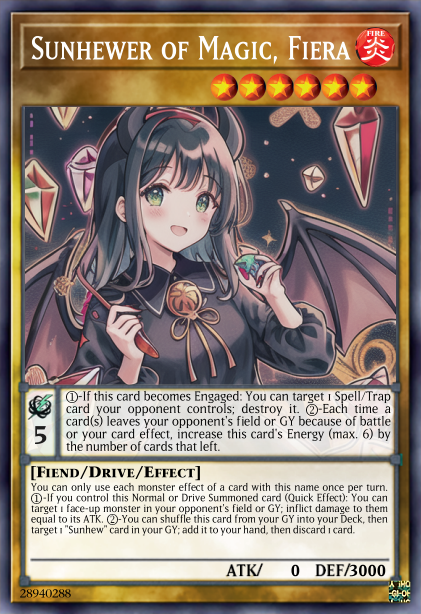 Sunhewer of Magic, Fiera
FIRE
炎
①-If this card becomes Engaged: You can target 1 Spell/Trap
card your opponent controls; destroy it. ②-Each time a
card(s) leaves your opponent's field or GY because of battle
or your card effect, increase this card's Energy (max. 6) by
the number of cards that left.
5
[Fiend/Drive/Effect]
You can only use each monster effect of a card with this name once per turn.
①-If you control this Normal or Drive Summoned card (Quick Effect): You can
target 1 face-up monster in your opponent's field or GY; inflict damage to them
equal to its ATK. ②-You can shuffle this card from your GY into your Deck, then
target 1 "Sunhew" card in your GY; add it to your hand, then discard 1 card.
ATK/ 0 DEF/3000
28940288